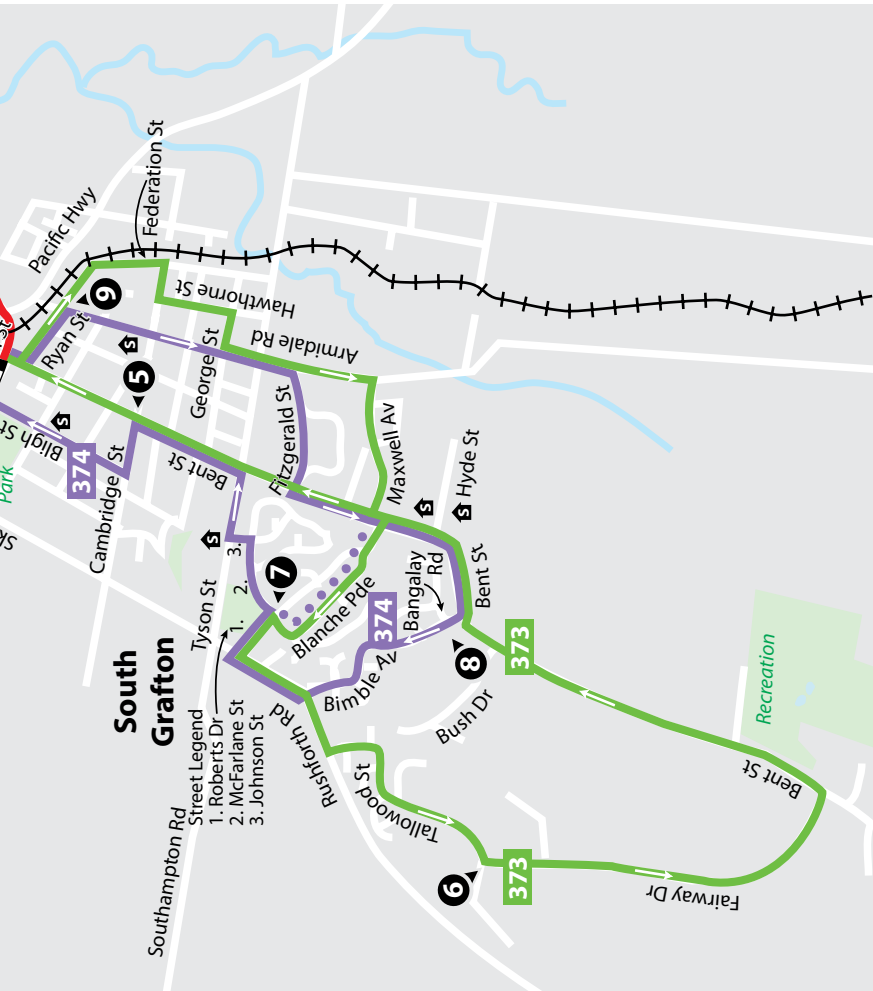 Pacific Hwy
Federation St
St
9
Ryan St
Hawthorne St
S
George St
Armidale Rd
5
S
Bligh St
374
Park
Cambridge St
Bent St
Fitzgerald St
Maxwell Av
Hyde St
S
S
S
Sk
3.
2.
1.
7
Tyson St
Blanche Pde
374
Bangalay
Rd
Bent St
8
373
South
Grafton
Bimble Av
Bush Dr
Rushforth Rd
Tallowood St
Street Legend
1. Roberts Dr
2. McFarlane St
3. Johnson St
Southampton Rd
6
373
Fairway Dr
Bent St
Recreation